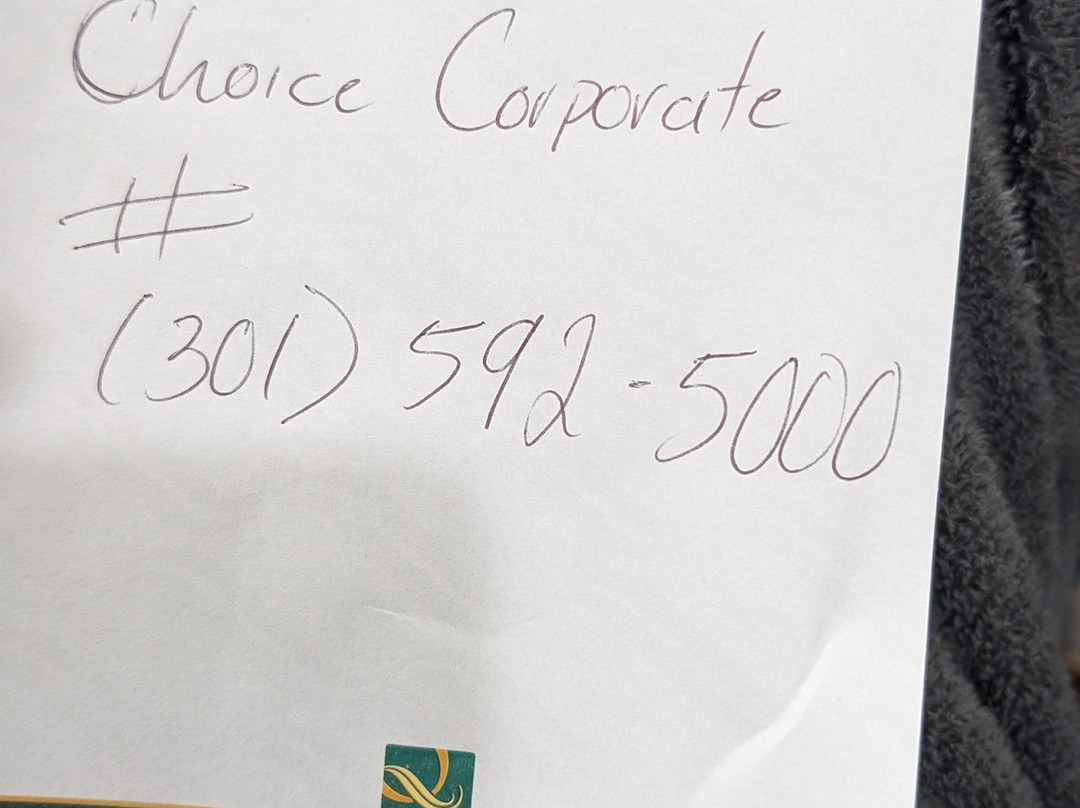 Choice Corporate
#
(301) 592-5000